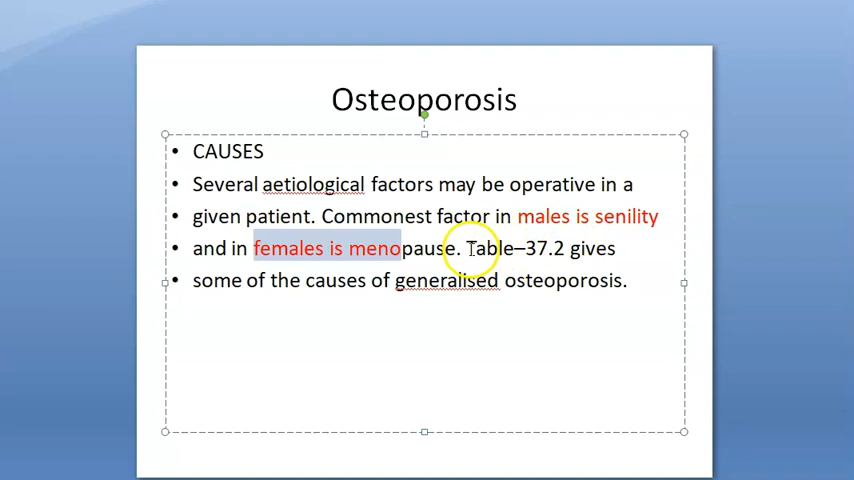 Osteoporosis
• CAUSES
• Several aetiological factors may be operative in a
• given patient. Commonest factor in males is senility
• and in females is menopause. Table–37.2 gives
• some of the causes of generalised osteoporosis.